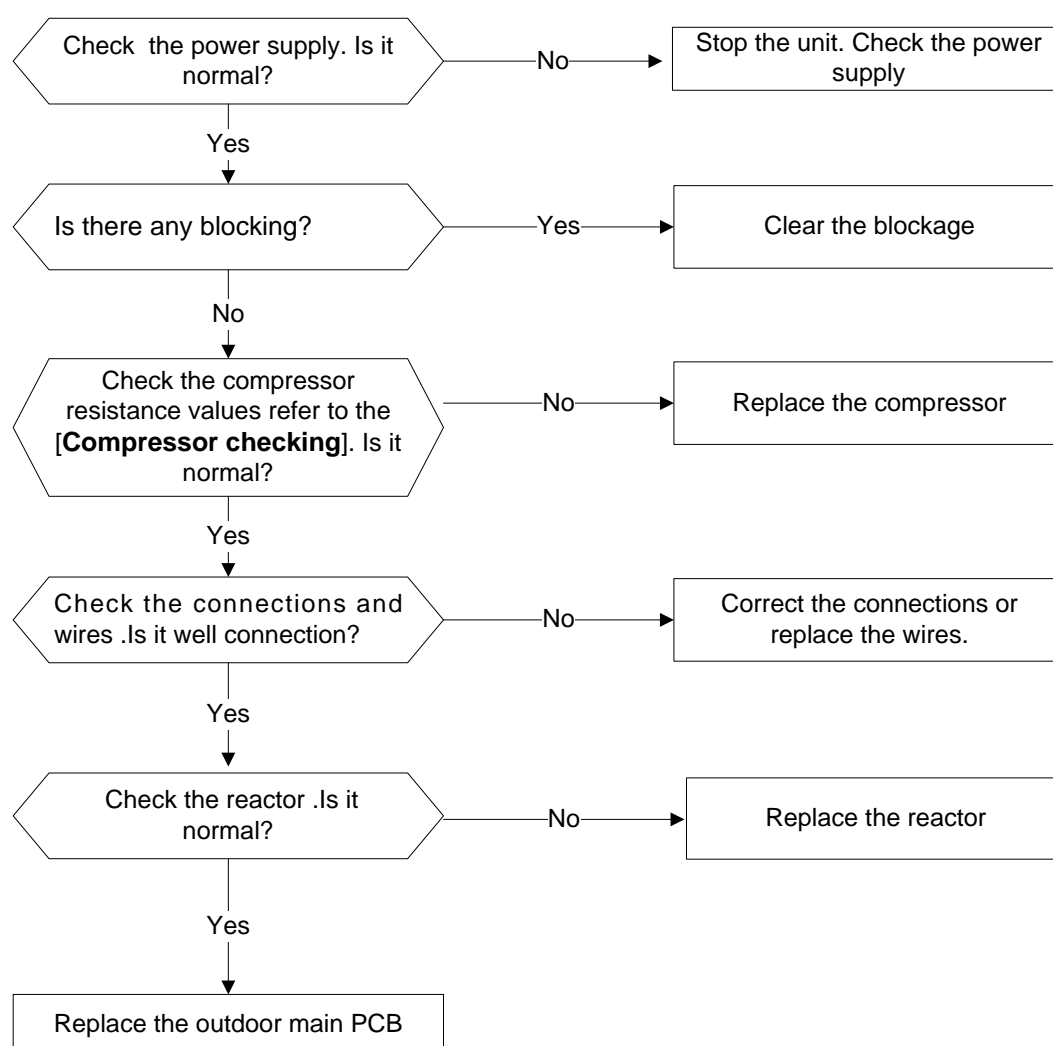 Check the power supply. Is it
normal?
No
Stop the unit. Check the power
supply
Yes
Is there any blocking?
Yes
Clear the blockage
No
Check the compressor
resistance values refer to the
[Compressor checking]. Is it
normal?
No
Replace the compressor
Yes
Check the connections and
wires .Is it well connection?
No
Correct the connections or
replace the wires.
Yes
Check the reactor .Is it
normal?
No
Replace the reactor
Yes
Replace the outdoor main PCB